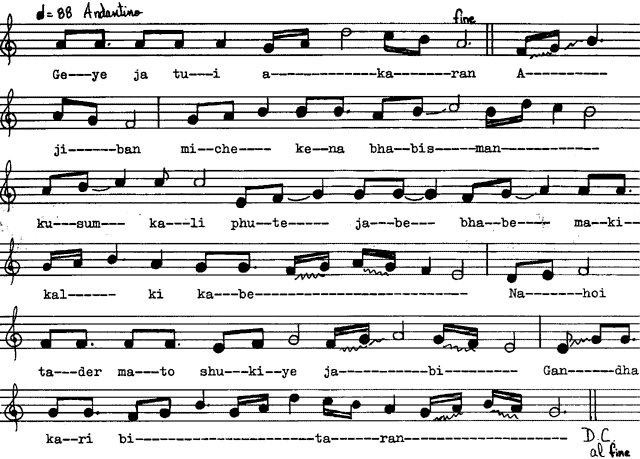 ♩=88 Andantino
fine
Ge---ye ja tu---i a-------------ka-------ran A----------
ji---ban mi---che---- ke---na bha--bis----man------------
ku---sum--- ka---li phu--te----- ja--be--- bha--be---- ma--ki--
kal------ ki ka--be---------------------------- Na-----hoi
ta---der ma---to shu--ki--ye ja------------bi---------- Gan----dha
ka--ri bi------------------------ta-----ran---------------------
D.C.
al fine